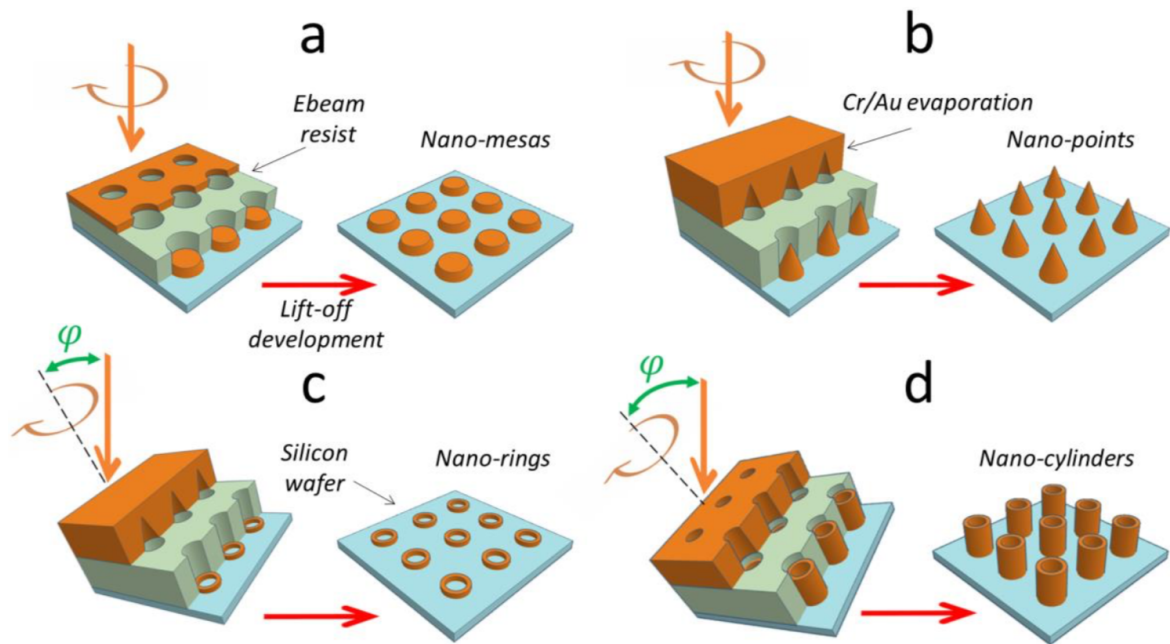 a
Ebeam
resist
Nano-mesas
Lift-off
development
b
Cr/Au evaporation
Nano-points
φ
c
Silicon
wafer
Nano-rings
φ
d
Nano-cylinders